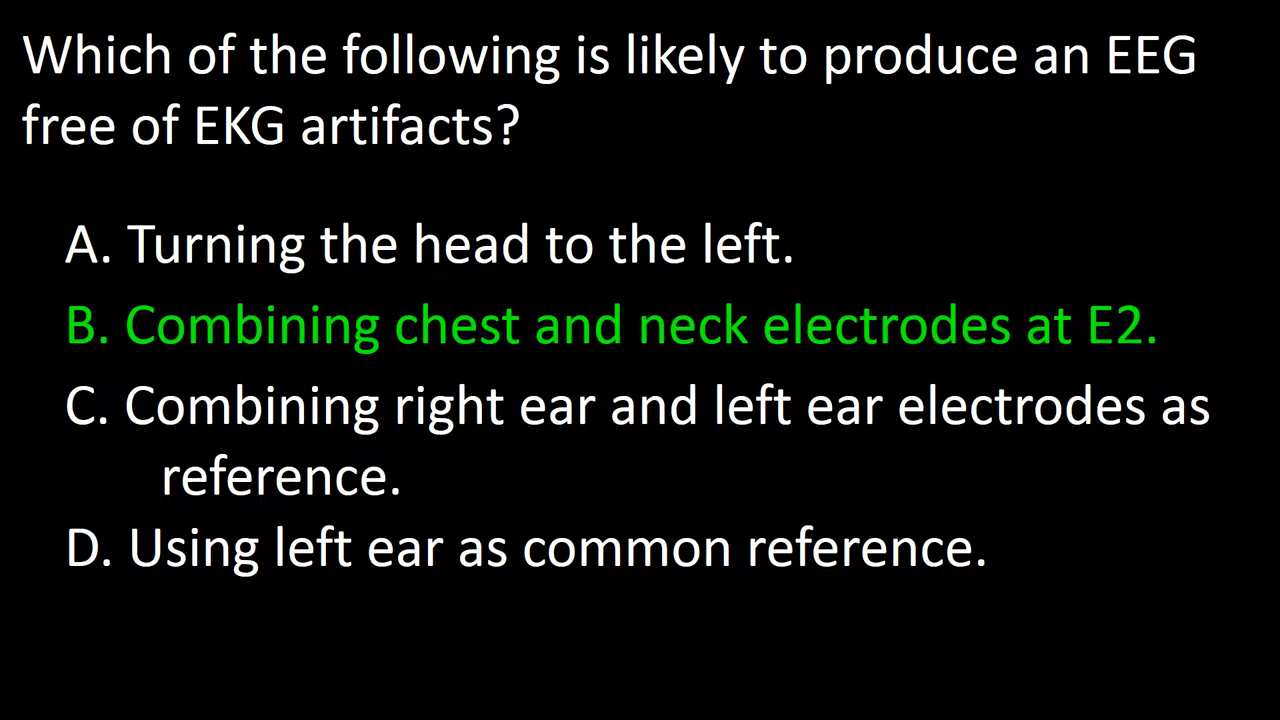 Which of the following is likely to produce an EEG
free of EKG artifacts?
A. Turning the head to the left.
B. Combining chest and neck electrodes at E2.
C. Combining right ear and left ear electrodes as
reference.
D. Using left ear as common reference.